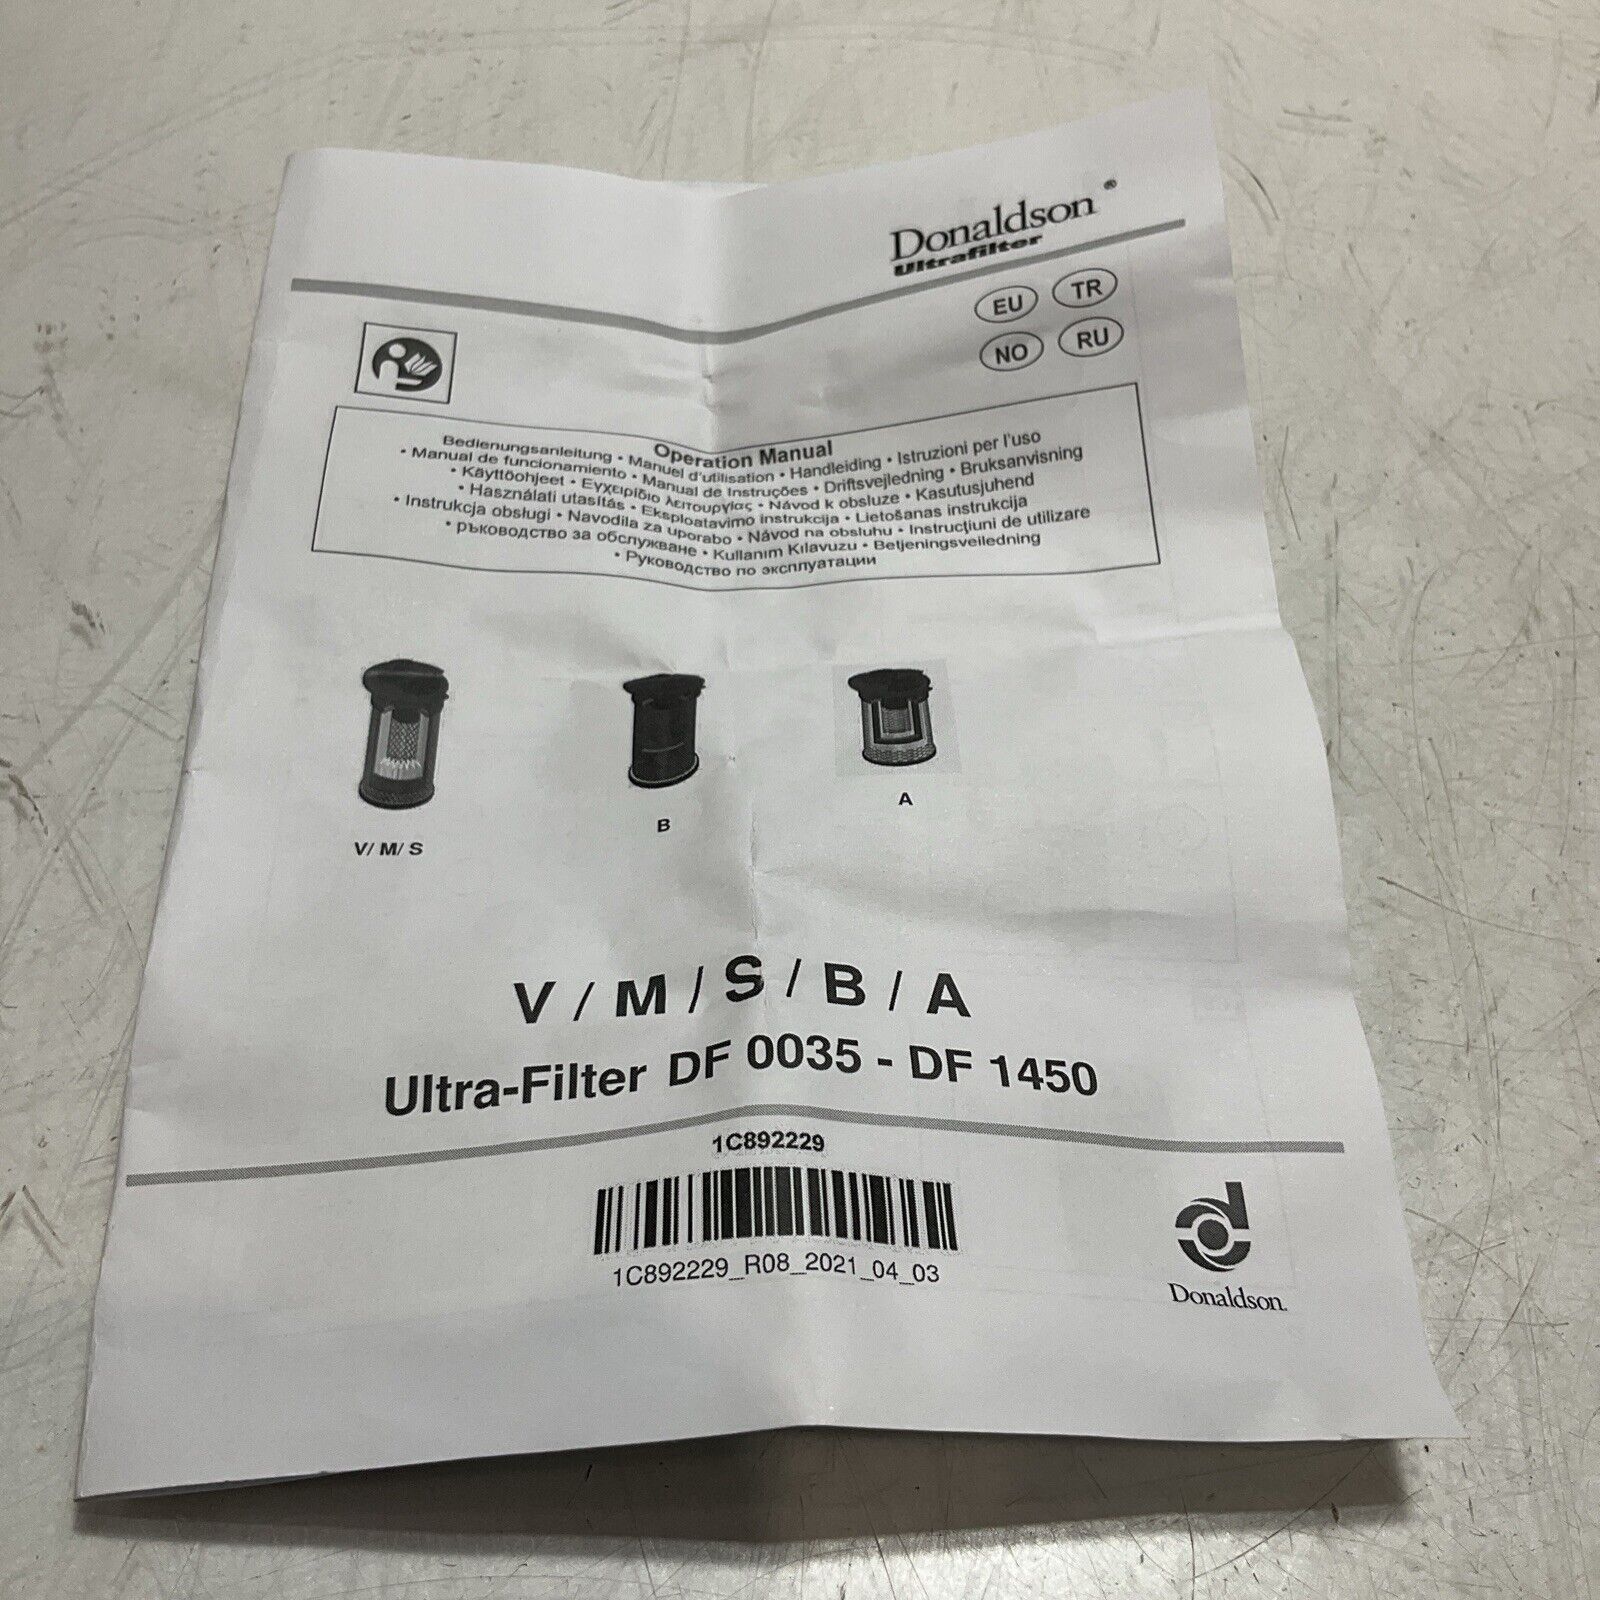 Donaldson®
Ultrafilter
EU TR
NO RU
Operation Manual
Bedienungsanleitung • Manuel d'utilisation • Handleiding • Istruzioni per l'uso
• Manual de funcionamiento • Manual de Instruções • Driftsvejledning • Bruksanvisning
• Käyttöohjeet • Εγχειρίδιο λειτουργίας • Návod k obsluze • Kasutusjuhend
• Használati utasítás • Eksploatavimo instrukcija • Lietošanas instrukcija
• Instrukcja obsługi • Navodila za uporabo • Návod na obsluhu • Instrucţiuni de utilizare
• ръководство за обслужване • Kullanım Kılavuzu • Betjeningsveiledning
• Руководство по эксплуатации
V/ M/ S
B
A
V / M / S / B / A
Ultra-Filter DF 0035 - DF 1450
1C892229
1C892229_R08_2021_04_03
Donaldson.